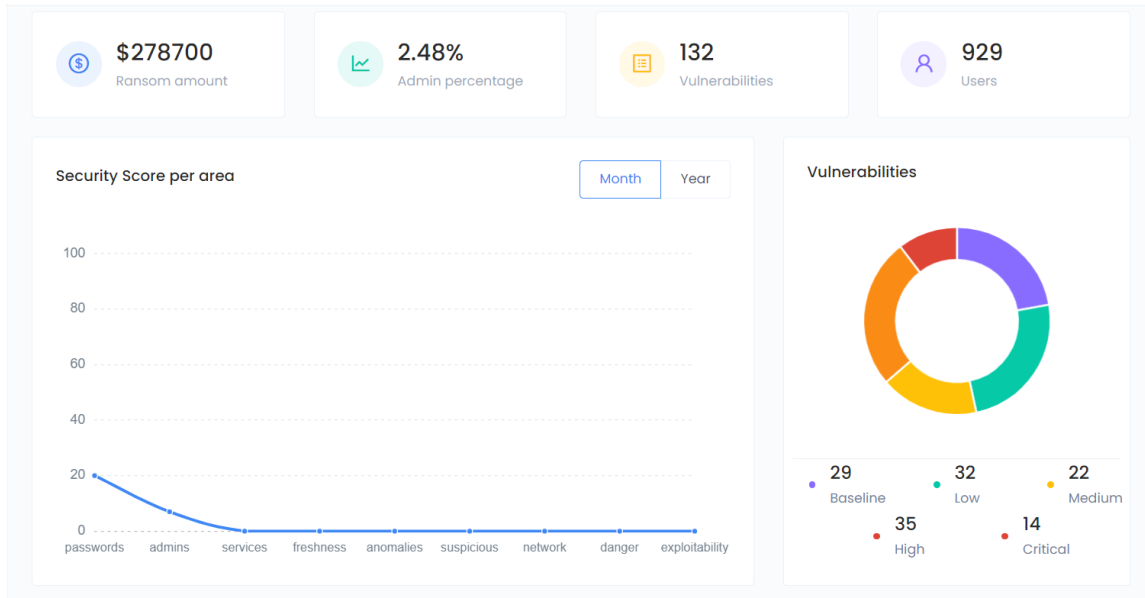 $278700
Ransom amount
2.48%
Admin percentage
132
Vulnerabilities
929
Users
Security Score per area
Month
Year
100
80
60
40
20
0
passwords
admins
services
freshness
anomalies
suspicious
network
danger
exploitability
Vulnerabilities
29
Baseline
32
Low
22
Medium
35
High
14
Critical